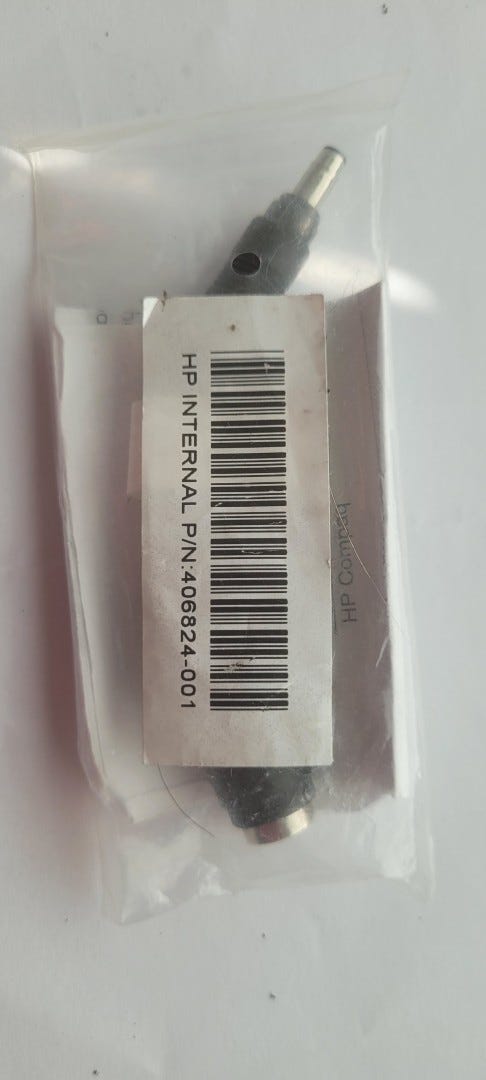 HP INTERNAL P/N:406824-001
HP Compaq